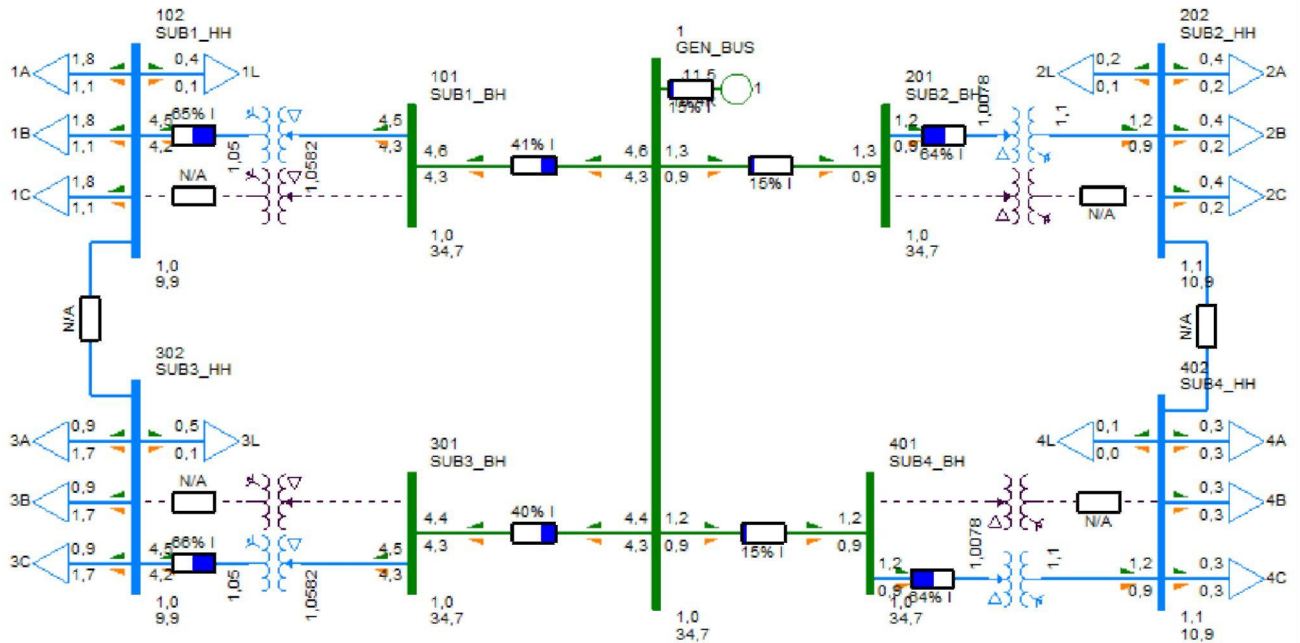 102
SUB1_HH
1A
1,8
1,1
0,4
0,1
1L
1B
1,8
1,1
4,5
4,2
65% I
1,05
1,0582
4,5
4,3
1C
1,8
1,1
N/A
1,0
9,9
N/A
101
SUB1_BH
4,6
4,3
41% I
4,6
4,3
1,0
34,7
1
GEN_BUS
11,5
15% I
1
1,3
0,9
15% I
1,3
0,9
201
SUB2_BH
1,2
0,9
64% I
1,0078
1,1
1,2
0,9
1,0
34,7
N/A
202
SUB2_HH
2L
0,2
0,1
0,4
0,2
2A
0,4
0,2
2B
0,4
0,2
2C
1,1
10,9
N/A
302
SUB3_HH
3A
0,9
1,7
0,5
0,1
3L
3B
0,9
1,7
N/A
3C
0,9
1,7
4,5
4,2
66% I
1,05
1,0582
4,5
4,3
1,0
9,9
301
SUB3_BH
4,4
4,3
40% I
4,4
4,3
1,0
34,7
1,2
0,9
15% I
1,2
0,9
1,0
34,7
401
SUB4_BH
1,2
0,9
64% I
1,0
34,7
1,0078
1,1
1,2
0,9
N/A
402
SUB4_HH
4L
0,1
0,0
0,3
0,3
4A
0,3
0,3
4B
0,3
0,3
4C
1,1
10,9